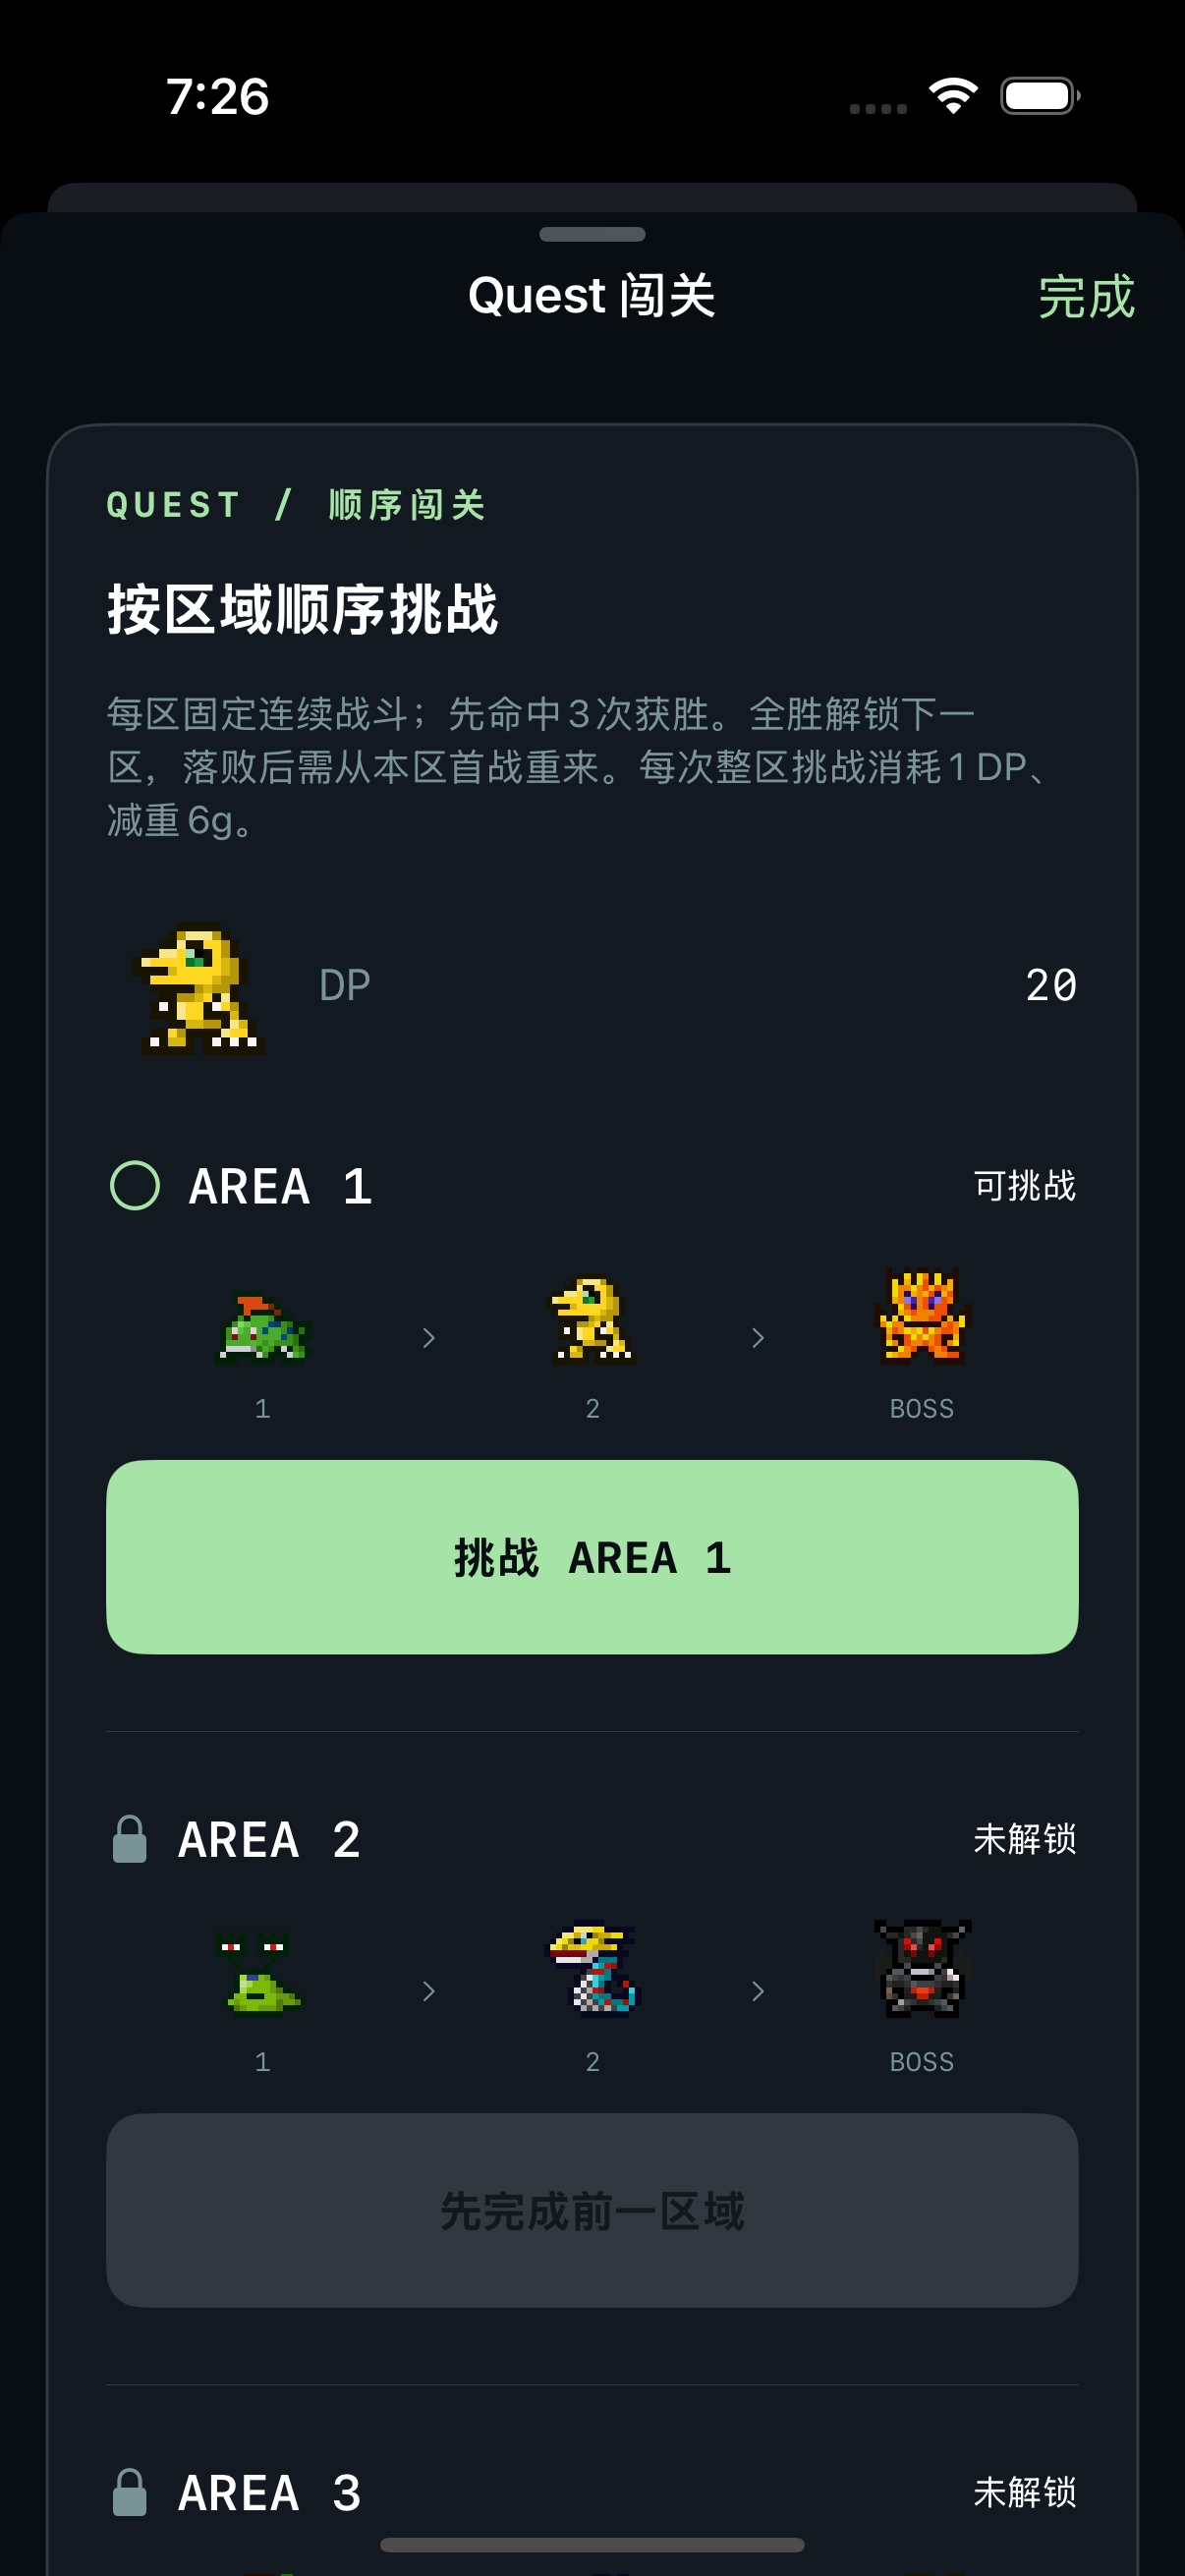 7:26
Quest 闯关
完成
QUEST / 顺序闯关
按区域顺序挑战
每区固定连续战斗；先命中 3 次获胜。全胜解锁下一
区，落败后需从本区首战重来。每次整区挑战消耗 1 DP、
减重 6g。
DP
20
AREA 1
可挑战
1
2
BOSS
挑战 AREA 1
AREA 2
未解锁
1
2
BOSS
先完成前一区域
AREA 3
未解锁